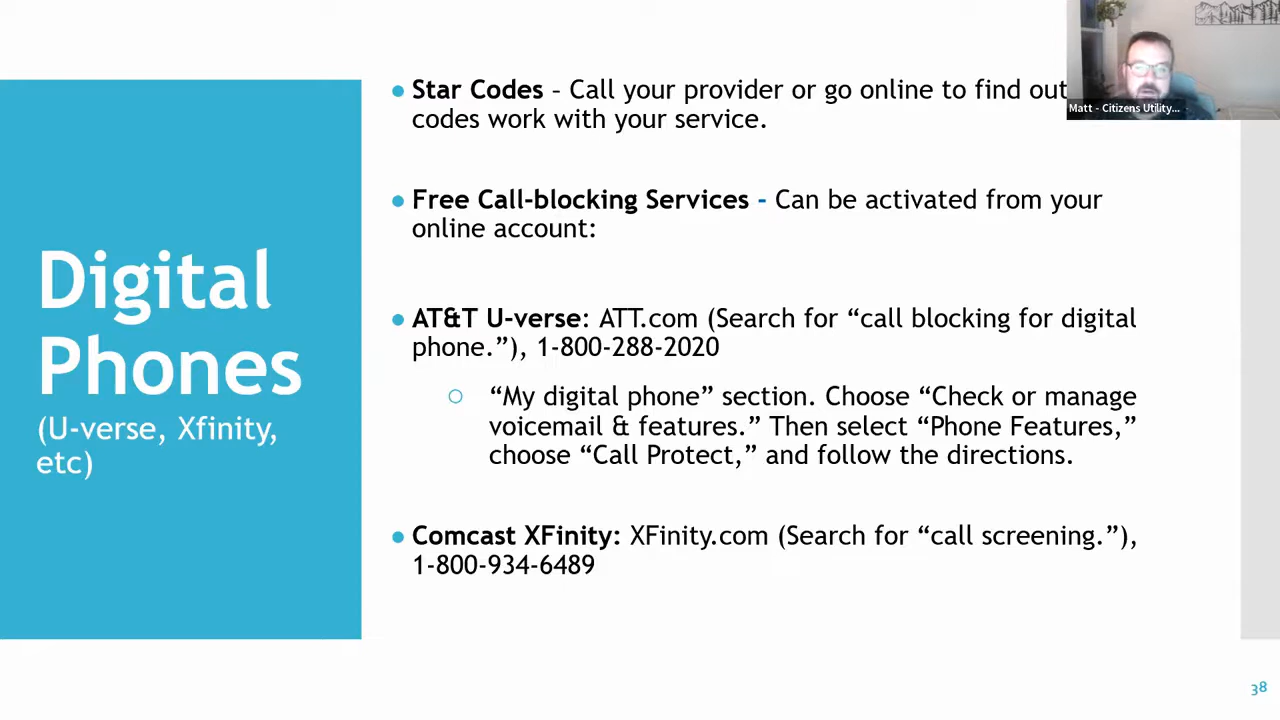 Digital
Phones
(U-verse, Xfinity,
etc)
● Star Codes – Call your provider or go online to find out
codes work with your service.
● Free Call-blocking Services - Can be activated from your
online account:
● AT&T U-verse: ATT.com (Search for “call blocking for digital
phone.”), 1-800-288-2020
○ “My digital phone” section. Choose “Check or manage
voicemail & features.” Then select “Phone Features,”
choose “Call Protect,” and follow the directions.
● Comcast XFinity: XFinity.com (Search for “call screening.”),
1-800-934-6489
Matt - Citizens Utility...
38